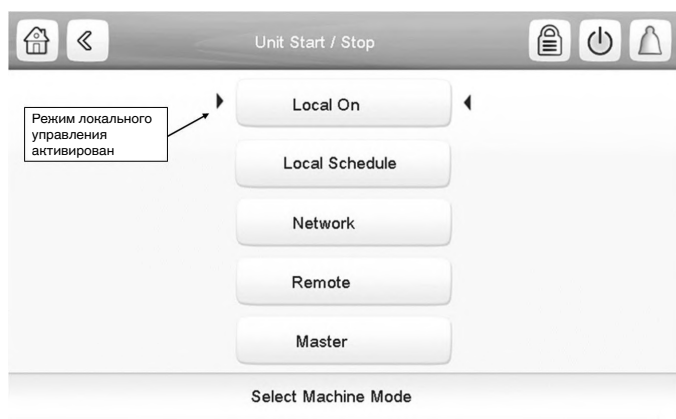 Unit Start / Stop
Режим локального
управления
активирован
Local On
Local Schedule
Network
Remote
Master
Select Machine Mode